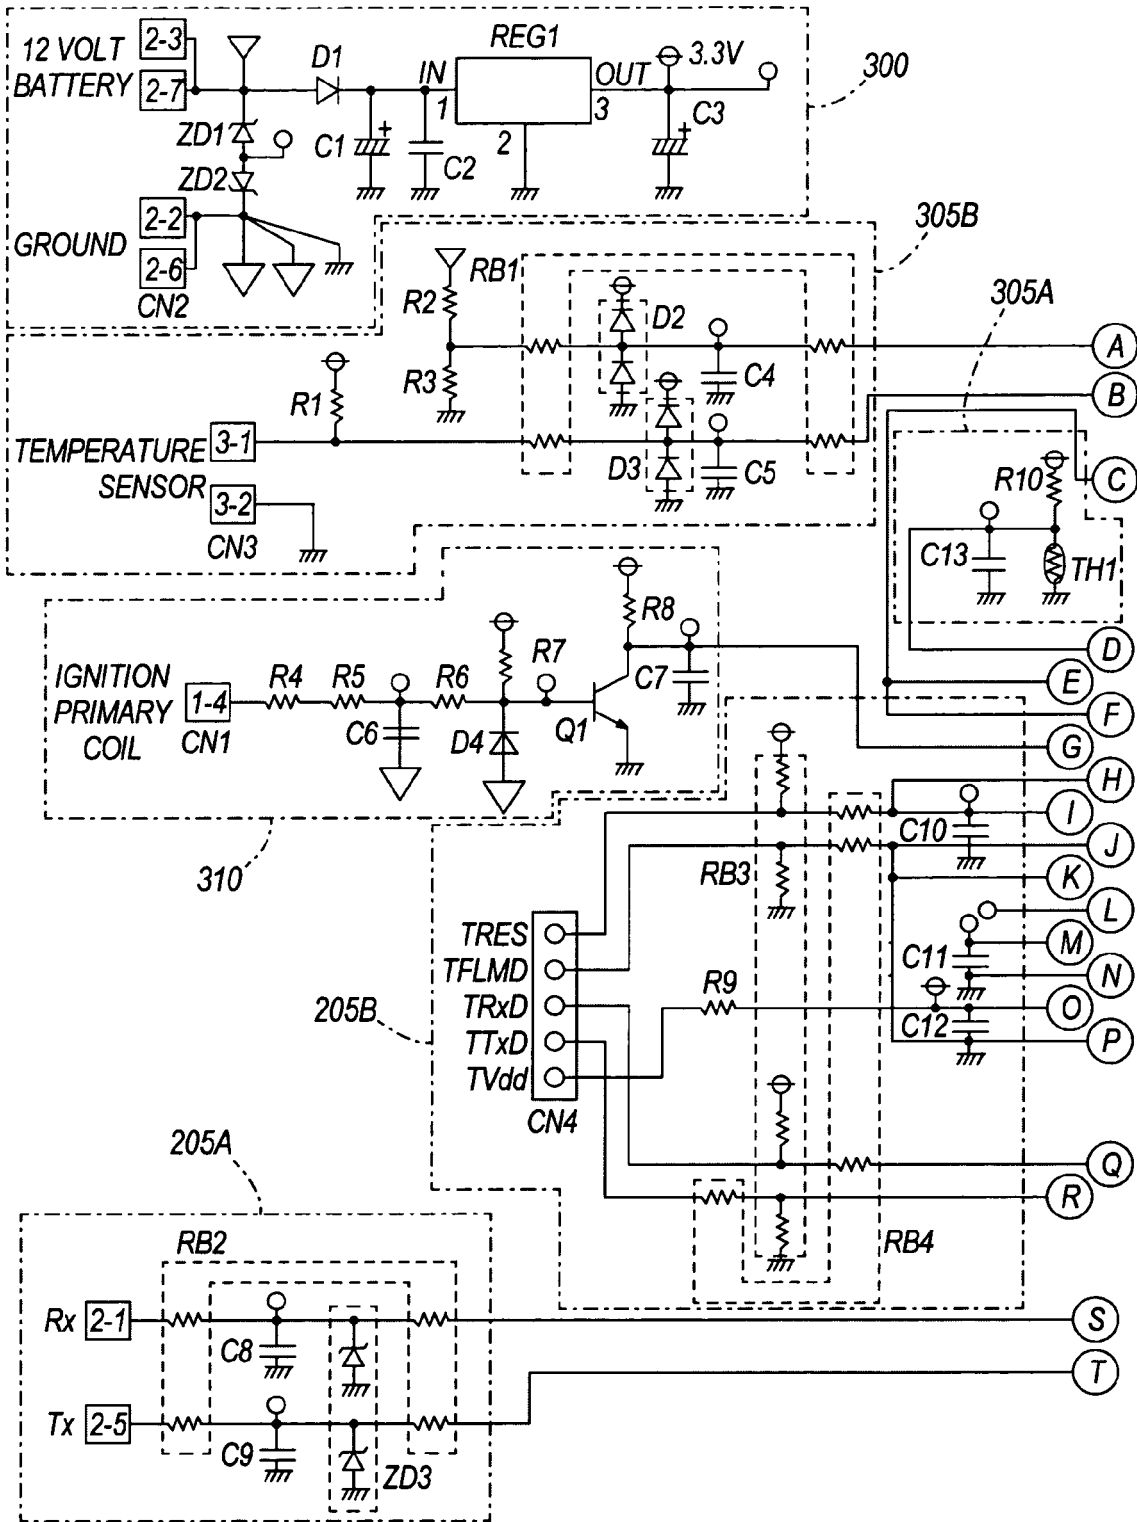 12 VOLT
BATTERY
2-3
2-7
D1
REG1
IN
1
OUT
3
2
3.3V
300
C1
C2
C3
ZD1
ZD2
GROUND
2-2
2-6
CN2
305B
305A
R2
R3
RB1
D2
C4
A
R1
B
TEMPERATURE
SENSOR
3-1
3-2
CN3
D3
C5
R10
C
C13
TH1
D
IGNITION
PRIMARY
COIL
1-4
CN1
R4
R5
R6
R7
R8
C6
D4
Q1
C7
E
F
G
H
I
J
K
L
M
N
O
P
310
RB3
C10
C11
C12
TRES
TFLMD
TRxD
TTxD
TVdd
CN4
R9
205B
Q
R
RB4
205A
RB2
Rx
2-1
C8
S
T
Tx
2-5
C9
ZD3